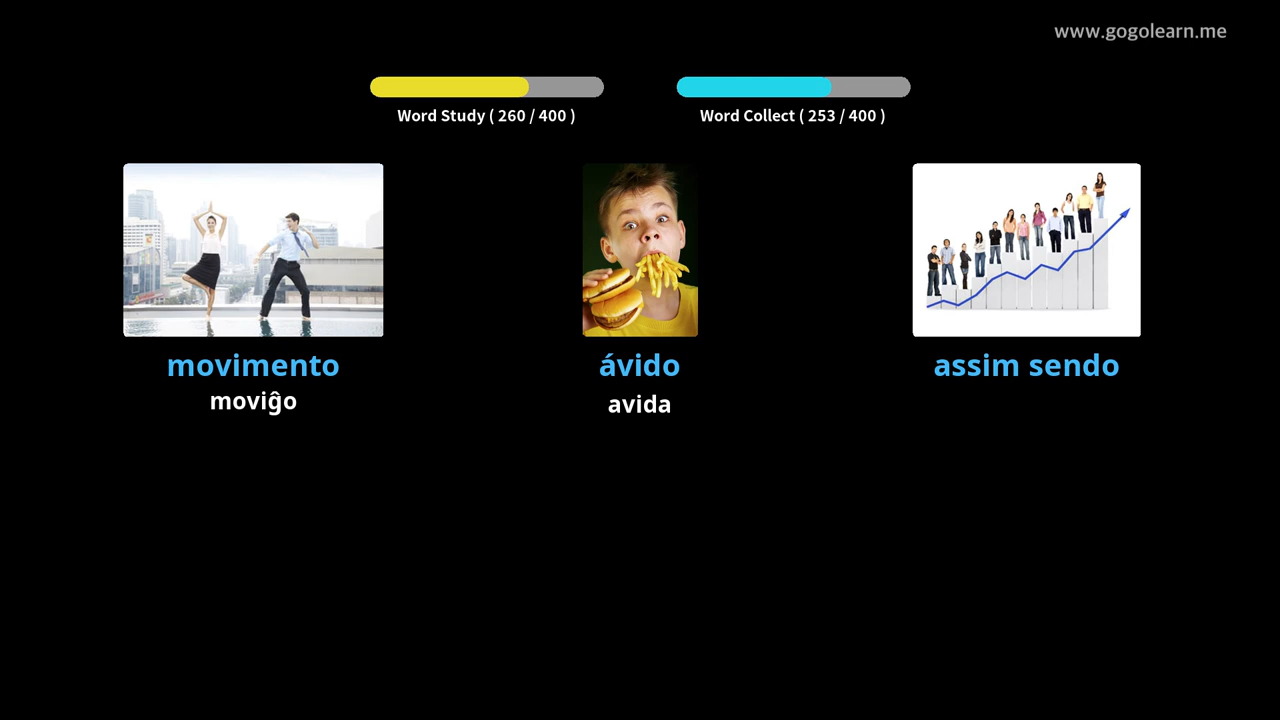 www.gogolearn.me
Word Study ( 260 / 400 )
Word Collect ( 253 / 400 )
movimento
moviĝo
ávido
avida
assim sendo